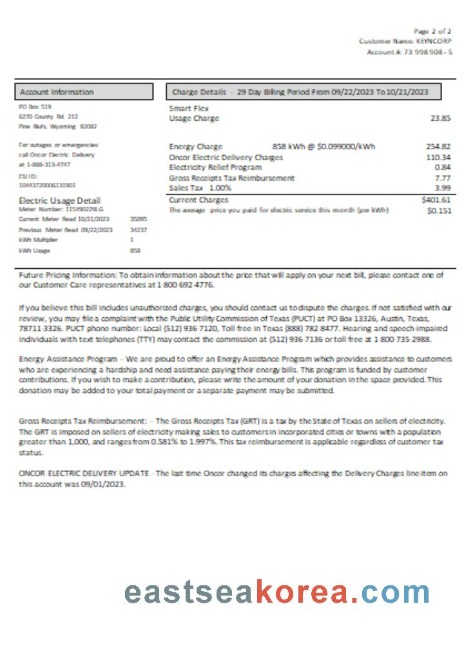 Page 2 of 2
Customer Name: KEYNCORP
Account #: 73 998 908 - 5
Account Information
PO Box 519
6270 County Rd. 212
Pine Bluffs, Wyoming 82082
For outages or emergencies:
call Oncor Electric Delivery
at 1-888-313-4747
ESI ID:
10443720006131901
Electric Usage Detail
Meter Number: 115490229LG
Current Meter Read 10/21/2023 35095
Previous Meter Read 09/22/2023 34237
kWh Multiplier 1
kWh Usage 858
Charge Details - 29 Day Billing Period From 09/22/2023 To 10/21/2023
Smart Flex
Usage Charge 23.85
Energy Charge 858 kWh @ $0.099000/kWh 254.82
Oncor Electric Delivery Charges 110.34
Electricity Relief Program 0.84
Gross Receipts Tax Reimbursement 7.77
Sales Tax 1.00% 3.99
Current Charges $401.61
The average price you paid for electric service this month (per kWh) $0.151
Future Pricing Information: To obtain information about the price that will apply on your next bill, please contact one of
our Customer Care representatives at 1 800 692 4776.
If you believe this bill includes unauthorized charges, you should contact us to dispute the charges. If not satisfied with our
review, you may file a complaint with the Public Utility Commission of Texas (PUCT) at PO Box 13326, Austin, Texas,
78711 3326. PUCT phone number: Local (512) 936 7120, Toll free in Texas (888) 782 8477. Hearing and speech impaired
individuals with text telephones (TTY) may contact the commission at (512) 936 7136 or toll free at 1 800 735 2988.
Energy Assistance Program - We are proud to offer an Energy Assistance Program which provides assistance to customers
who are experiencing a hardship and need assistance paying their energy bills. This program is funded by customer
contributions. If you wish to make a contribution, please write the amount of your donation in the space provided. This
donation may be added to your total payment or a separate payment may be submitted.
Gross Receipts Tax Reimbursement: - The Gross Receipts Tax (GRT) is a tax by the State of Texas on sellers of electricity.
The GRT is imposed on sellers of electricity making sales to customers in incorporated cities or towns with a population
greater than 1,000, and ranges from 0.581% to 1.997%. This tax reimbursement is applicable regardless of customer tax
status.
ONCOR ELECTRIC DELIVERY UPDATE - The last time Oncor changed its charges affecting the Delivery Charges line item on
this account was 09/01/2023.
eastseakorea.com